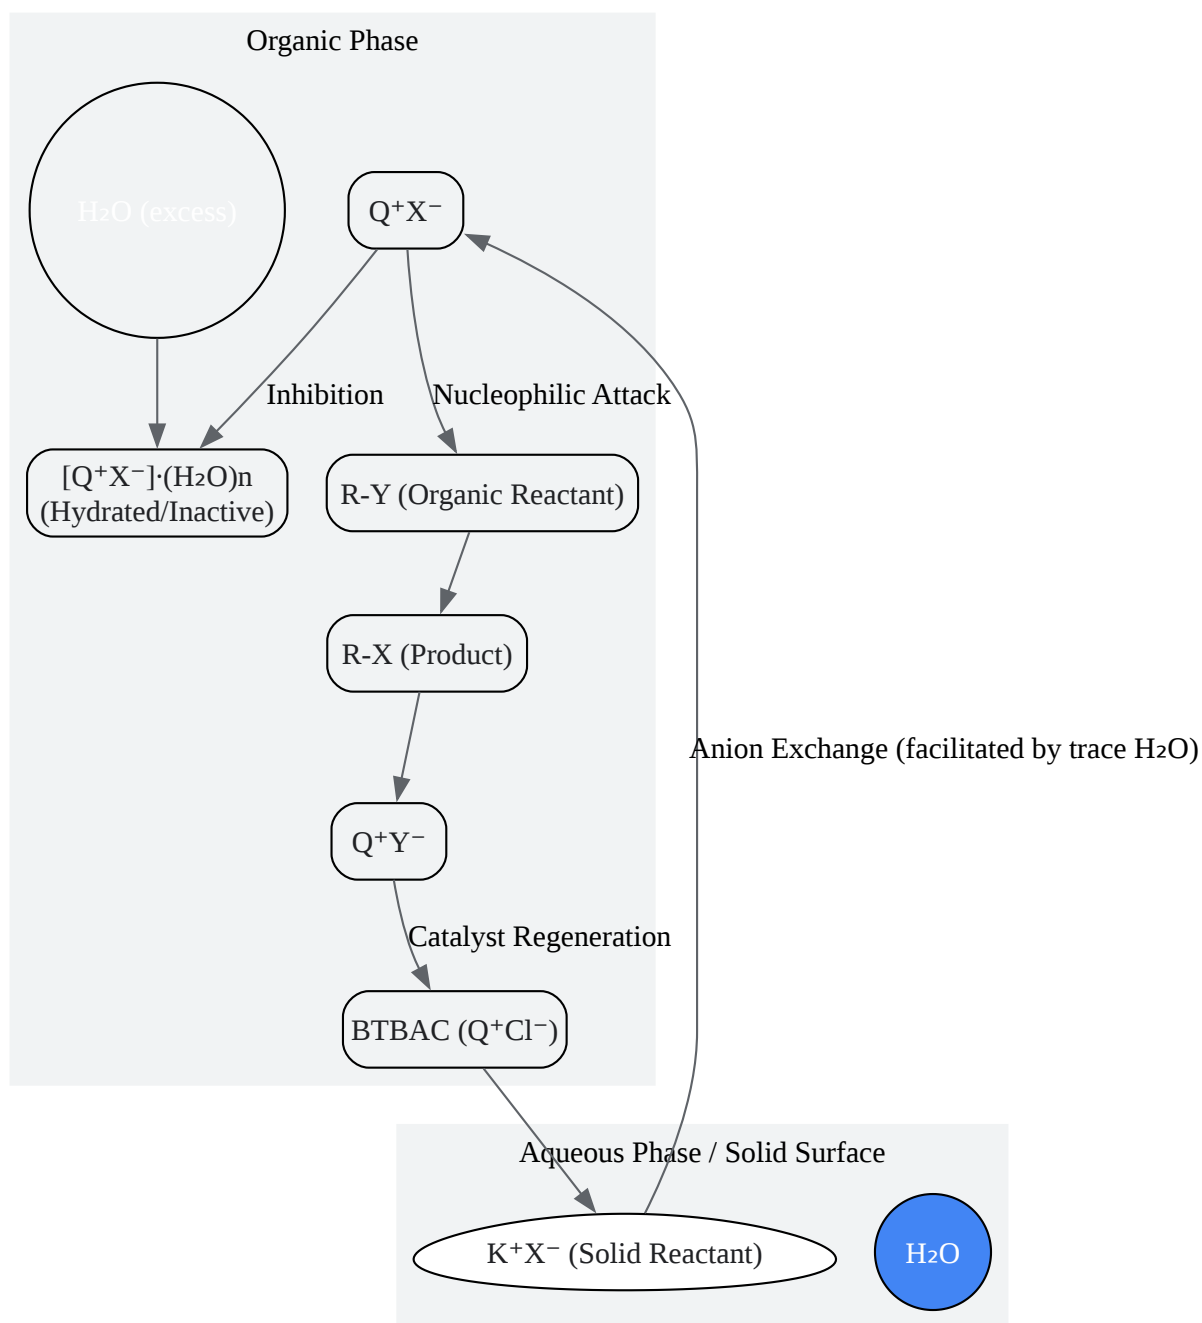 Organic Phase
H₂O (excess)
Q⁺X⁻
Inhibition
Nucleophilic Attack
[Q⁺X⁻]·(H₂O)n
(Hydrated/Inactive)
R-Y (Organic Reactant)
R-X (Product)
Anion Exchange (facilitated by trace H₂O)
Q⁺Y⁻
Catalyst Regeneration
BTBAC (Q⁺Cl⁻)
Aqueous Phase / Solid Surface
K⁺X⁻ (Solid Reactant)
H₂O